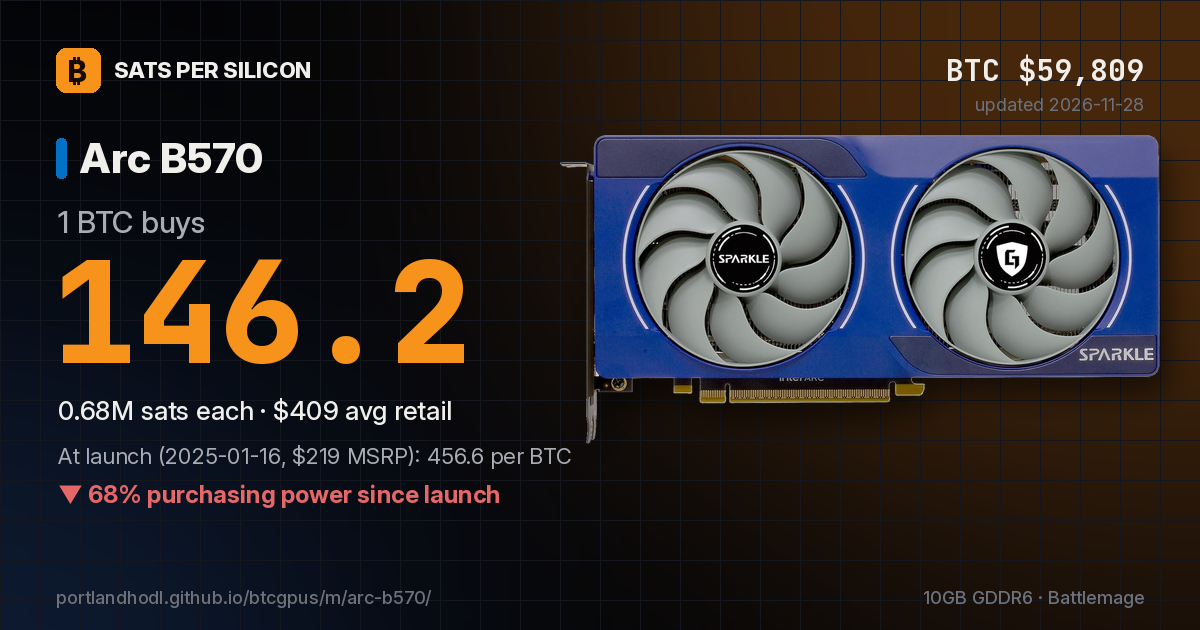 SATS PER SILICON
BTC $59,809
updated 2026-11-28
Arc B570
1 BTC buys
146.2
0.68M sats each · $409 avg retail
At launch (2025-01-16, $219 MSRP): 456.6 per BTC
▼ 68% purchasing power since launch
SPARKLE
SPARKLE
intel ARC
portlandhodl.github.io/btcgpus/m/arc-b570/
10GB GDDR6 · Battlemage